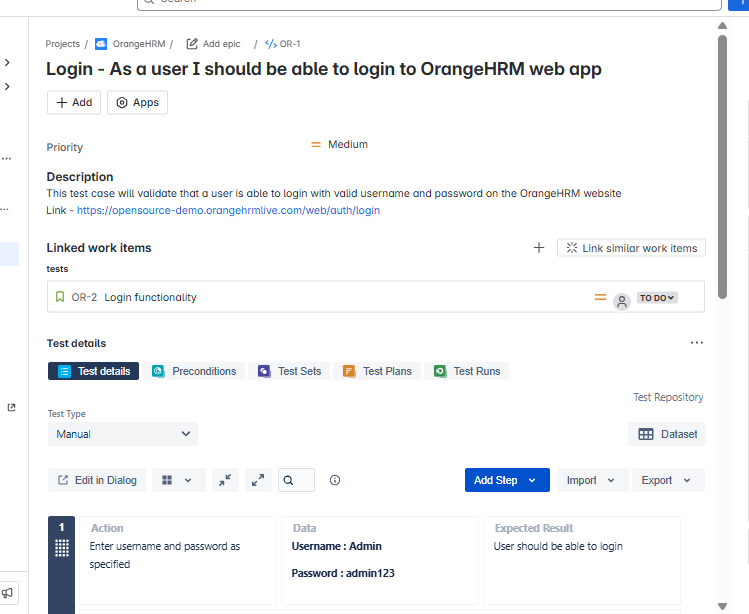 Projects / OrangeHRM / Add epic / OR-1
Login - As a user I should be able to login to OrangeHRM web app
Add Apps
Priority Medium
Description
This test case will validate that a user is able to login with valid username and password on the OrangeHRM website
Link - https://opensource-demo.orangehrmlive.com/web/auth/login
Linked work items Link similar work items
tests
OR-2 Login functionality TO DO
Test details
Test details Preconditions Test Sets Test Plans Test Runs
Test Repository
Test Type
Manual Dataset
Edit in Dialog Add Step Import Export
1 Action Data Expected Result
Enter username and password as Username : Admin User should be able to login
specified
Password : admin123